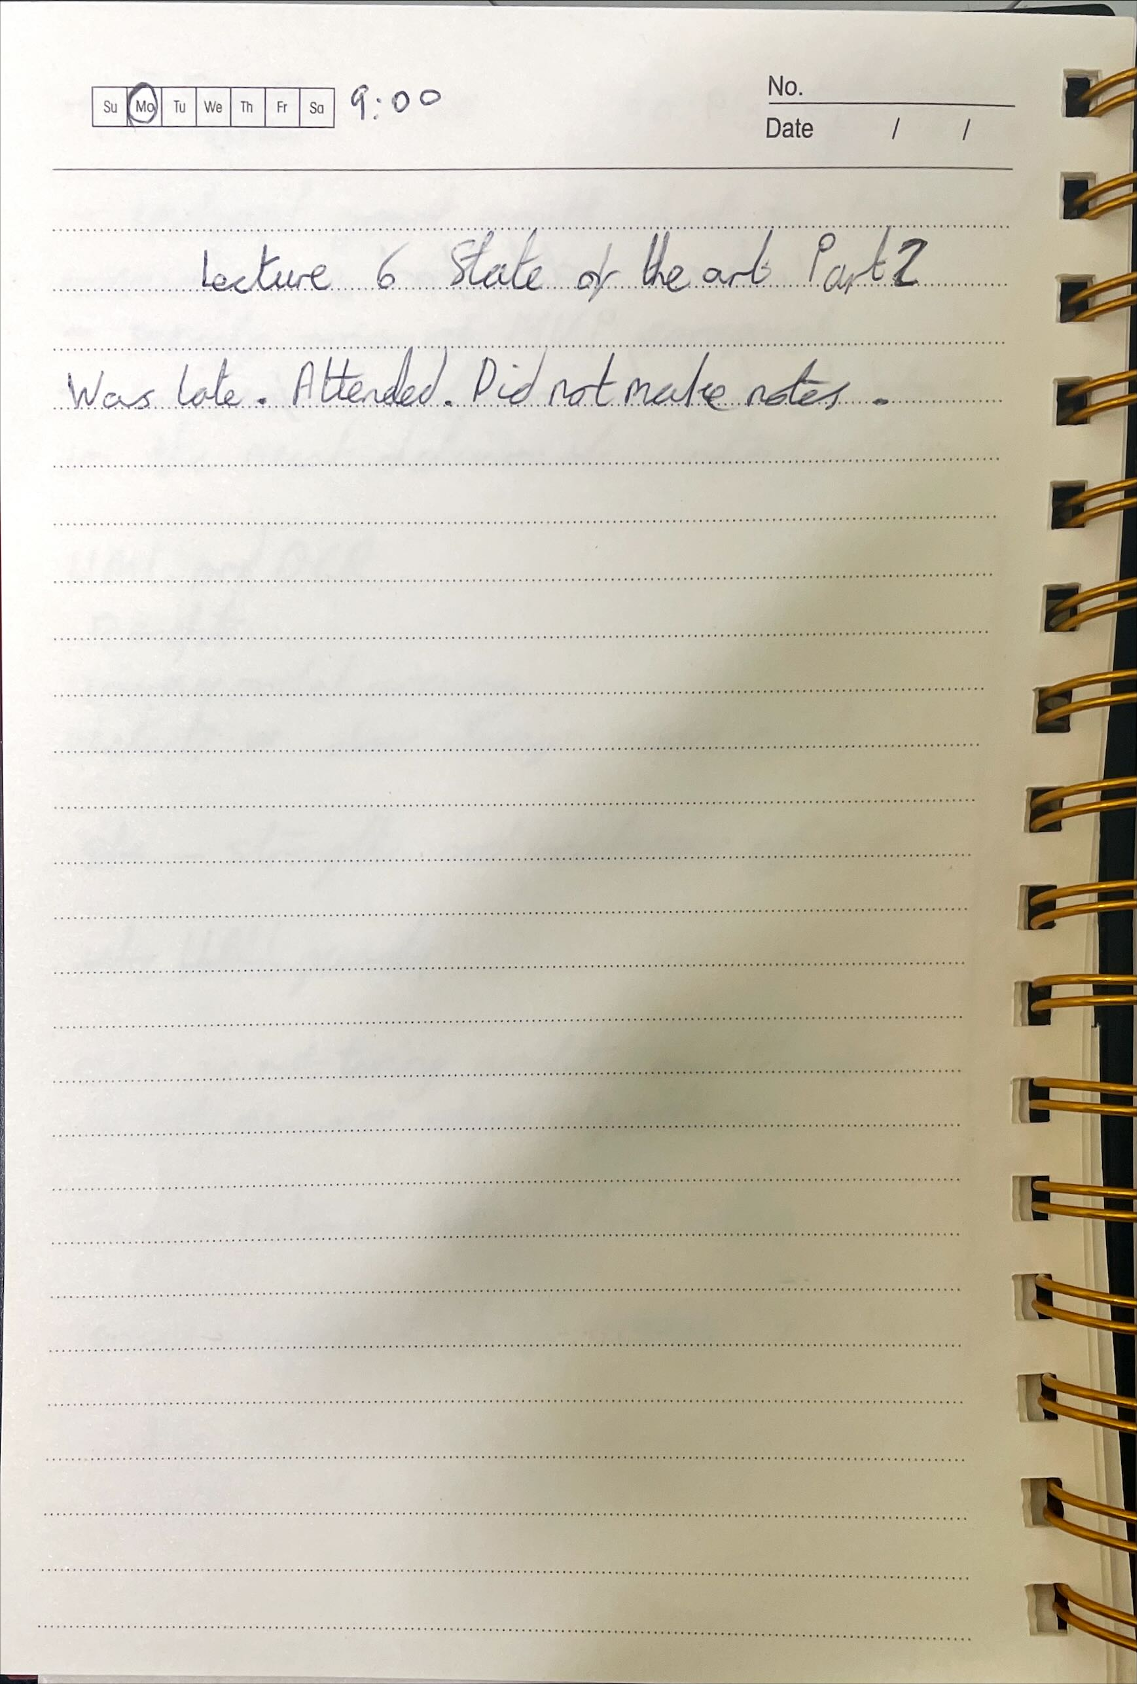 Su Mo Tu We Th Fr Sa 9:00
No.
Date / /
Lecture 6 State of the art Part 2
Was late. Attended. Did not make notes.